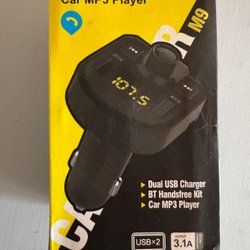 Car MP3 Player
CAR
M9
107.5
Dual USB Charger
BT Handsfree Kit
Car MP3 Player
USB×2
OUTPUT
3.1A